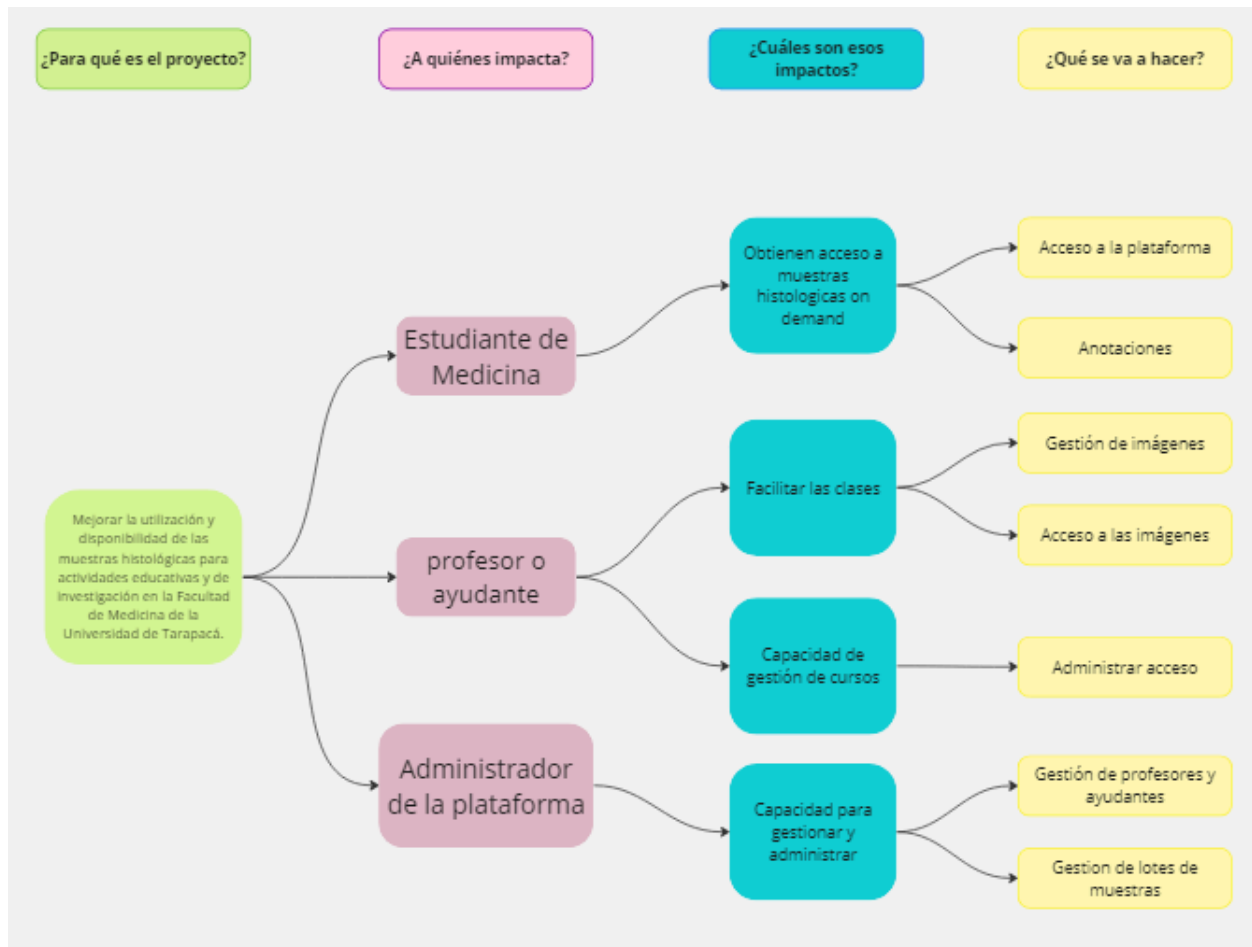 ¿Para qué es el proyecto?
¿A quiénes impacta?
¿Cuáles son esos
impactos?
¿Qué se va a hacer?
Obtienen acceso a
muestras
histologicas on
demand
Acceso a la plataforma
Anotaciones
Estudiante de
Medicina
Gestión de imágenes
Facilitar las clases
Acceso a las imágenes
Mejorar la utilización y
disponibilidad de las
muestras histológicas para
actividades educativas y de
investigación en la Facultad
de Medicina de la
Universidad de Tarapacá.
profesor o
ayudante
Capacidad de
gestión de cursos
Administrar acceso
Administrador
de la plataforma
Capacidad para
gestionar y
administrar
Gestión de profesores y
ayudantes
Gestion de lotes de
muestras